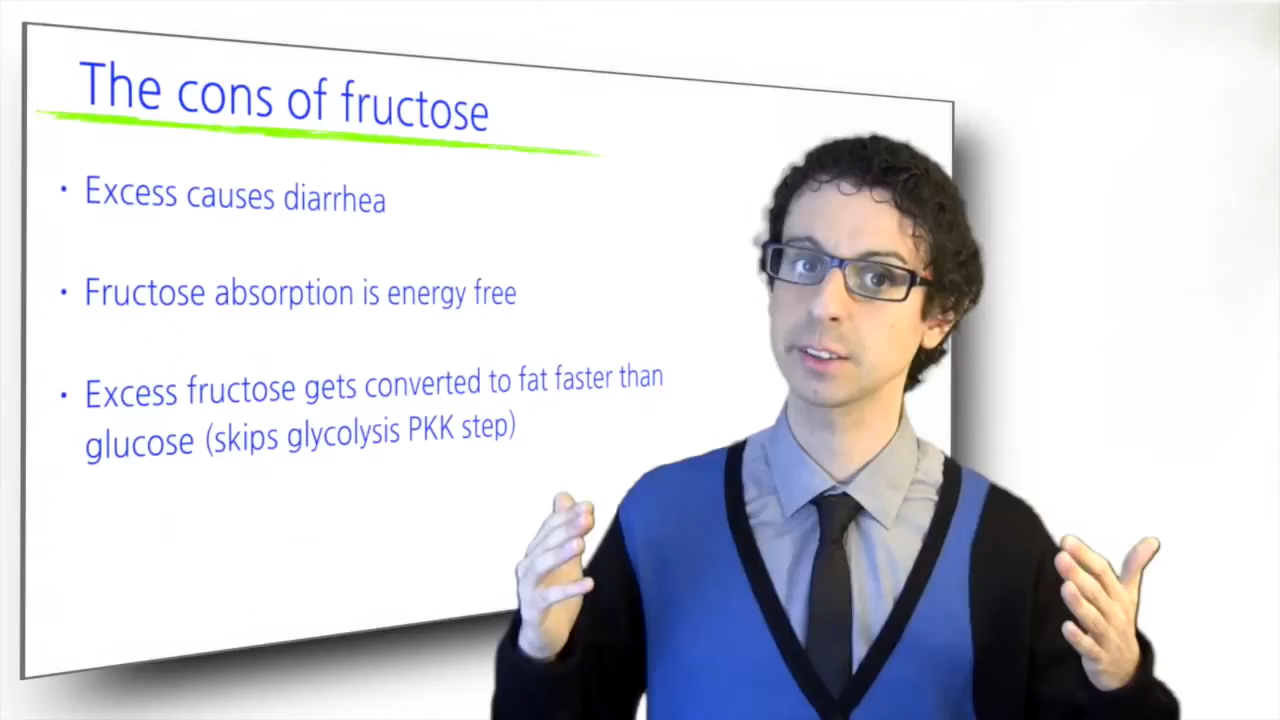 The cons of fructose
• Excess causes diarrhea
• Fructose absorption is energy free
• Excess fructose gets converted to fat faster than
glucose (skips glycolysis PKK step)